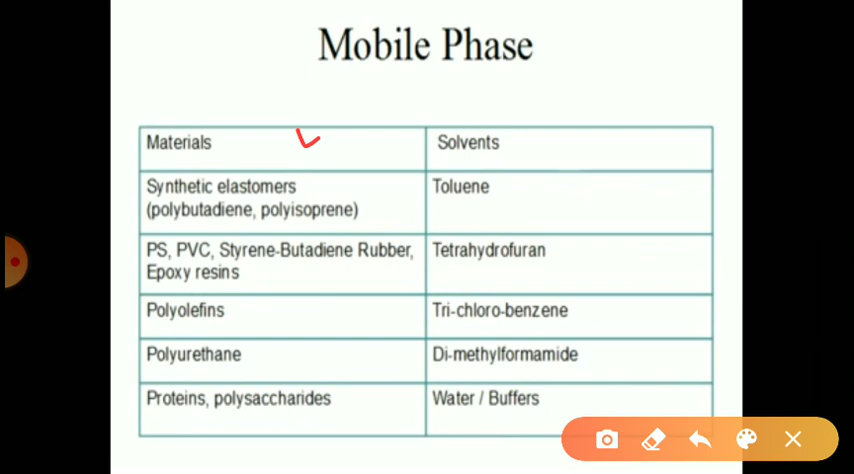 Mobile Phase
Materials
Solvents
Synthetic elastomers
(polybutadiene, polyisoprene)
Toluene
PS, PVC, Styrene-Butadiene Rubber,
Epoxy resins
Tetrahydrofuran
Polyolefins
Tri-chloro-benzene
Polyurethane
Di-methylformamide
Proteins, polysaccharides
Water / Buffers